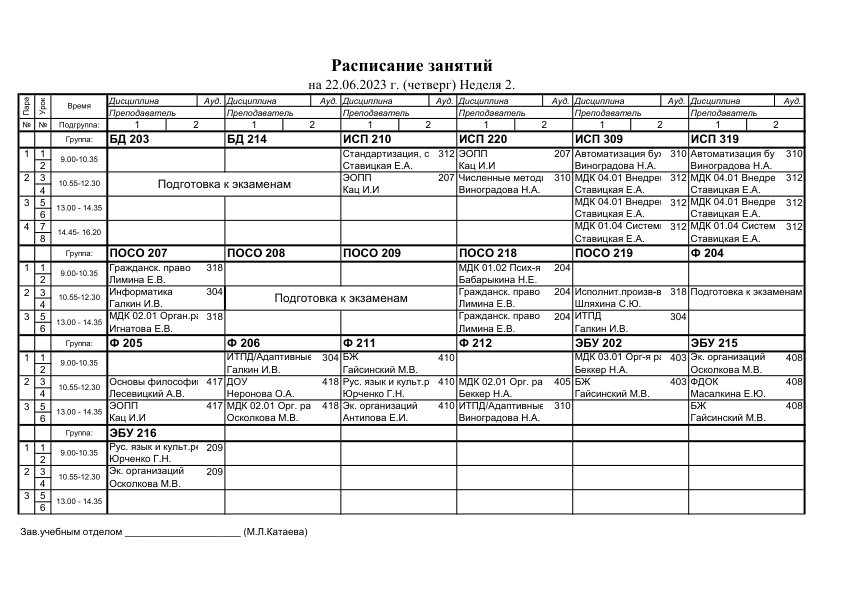 Расписание занятий
на 22.06.2023 г. (четверг) Неделя 2.
Пара Урок Время Дисциплина Ауд. Дисциплина Ауд. Дисциплина Ауд. Дисциплина Ауд. Дисциплина Ауд. Дисциплина Ауд.
Преподаватель Преподаватель Преподаватель Преподаватель Преподаватель Преподаватель
№ № Подгруппа: 1 2 1 2 1 2 1 2 1 2 1 2
Группа: БД 203 БД 214 ИСП 210 ИСП 220 ИСП 309 ИСП 319
1 1 9.00-10.35 Стандартизация, с 312 ЭОПП 207 Автоматизация бу 310 Автоматизация бу 310
2 Ставицкая Е.А. Кац И.И Виноградова Н.А. Виноградова Н.А.
2 3 10.55-12.30 Подготовка к экзаменам ЭОПП 207 Численные методы 310 МДК 04.01 Внедре 312 МДК 04.01 Внедре 312
4 Кац И.И Виноградова Н.А. Ставицкая Е.А. Ставицкая Е.А.
3 5 13.00 - 14.35 МДК 04.01 Внедре 312 МДК 04.01 Внедре 312
6 Ставицкая Е.А. Ставицкая Е.А.
4 7 14.45- 16.20 МДК 01.04 Систем 312 МДК 01.04 Систем 312
8 Ставицкая Е.А. Ставицкая Е.А.
Группа: ПОСО 207 ПОСО 208 ПОСО 209 ПОСО 218 ПОСО 219 Ф 204
1 1 9.00-10.35 Гражданск. право 318 МДК 01.02 Псих-я 204
2 Лимина Е.В. Бабарыкина Н.Е.
2 3 10.55-12.30 Информатика 304 Подготовка к экзаменам Гражданск. право 204 Исполнит.произв-в 318 Подготовка к экзаменам
4 Галкин И.В. Лимина Е.В. Шляхина С.Ю.
3 5 13.00 - 14.35 МДК 02.01 Орган.ра 318 Гражданск. право 204 ИТПД 304
6 Игнатова Е.В. Лимина Е.В. Галкин И.В.
Группа: Ф 205 Ф 206 Ф 211 Ф 212 ЭБУ 202 ЭБУ 215
1 1 9.00-10.35 ИТПД/Адаптивные 304 БЖ 410 МДК 03.01 Орг-я ра 403 Эк. организаций 408
2 Галкин И.В. Гайсинский М.В. Беккер Н.А. Осколкова М.В.
2 3 10.55-12.30 Основы философии 417 ДОУ 418 Рус. язык и культ.р 410 МДК 02.01 Орг. ра 405 БЖ 403 ФДОК 408
4 Лесевицкий А.В. Неронова О.А. Юрченко Г.Н. Беккер Н.А. Гайсинский М.В. Масалкина Е.Ю.
3 5 13.00 - 14.35 ЭОПП 417 МДК 02.01 Орг. ра 418 Эк. организаций 410 ИТПД/Адаптивные 310 БЖ 408
6 Кац И.И Осколкова М.В. Антипова Е.И. Виноградова Н.А. Гайсинский М.В.
Группа: ЭБУ 216
1 1 9.00-10.35 Рус. язык и культ.ре 209
2 Юрченко Г.Н.
2 3 10.55-12.30 Эк. организаций 209
4 Осколкова М.В.
3 5 13.00 - 14.35
6
Зав.учебным отделом ______________________ (М.Л.Катаева)